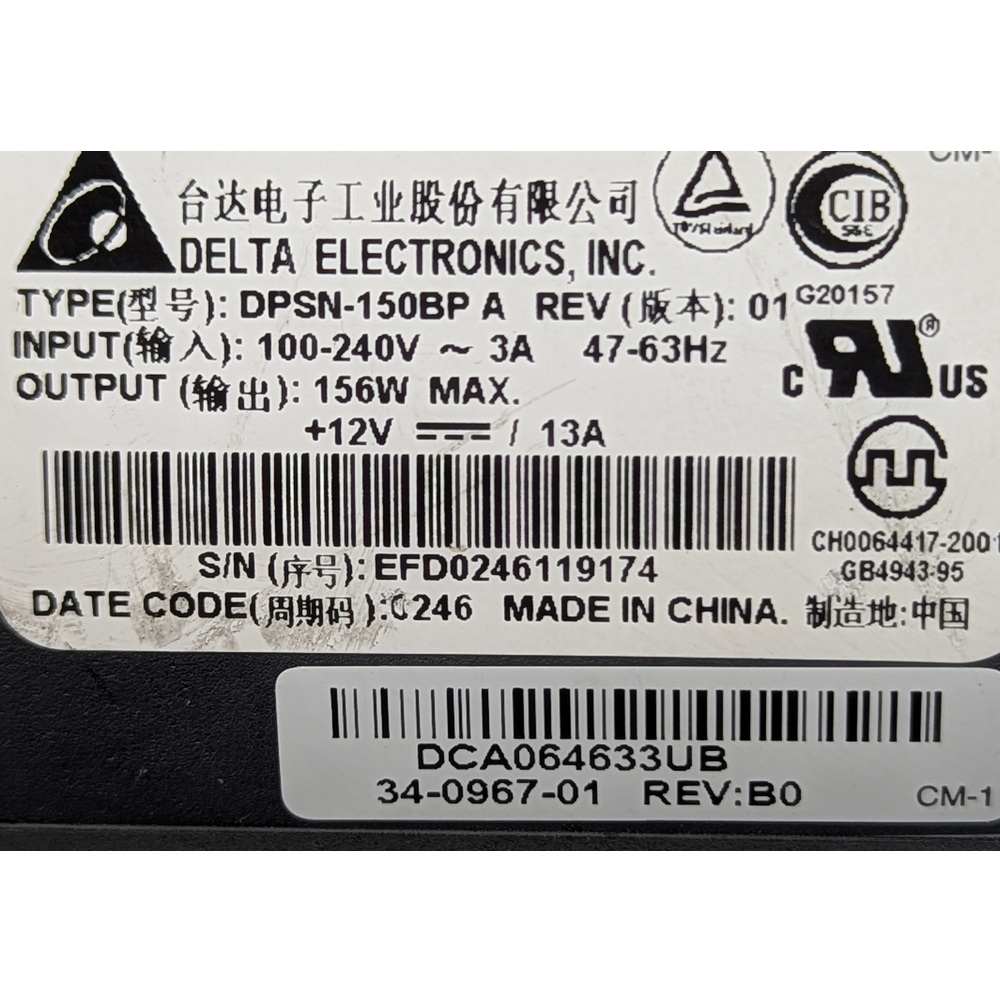 台达电子工业股份有限公司
DELTA ELECTRONICS, INC.
CIB
S&E
TYPE(型号): DPSN-150BP A REV (版本): 01
G20157
INPUT(输入): 100-240V ~ 3A 47-63Hz
C RU ® US
OUTPUT (输出): 156W MAX.
+12V ⎓ / 13A
CH0064417-2001
GB4943-95
S/N (序号): EFD0246119174
DATE CODE(周期码): 0246 MADE IN CHINA. 制造地:中国
DCA064633UB
34-0967-01 REV:B0
CM-1